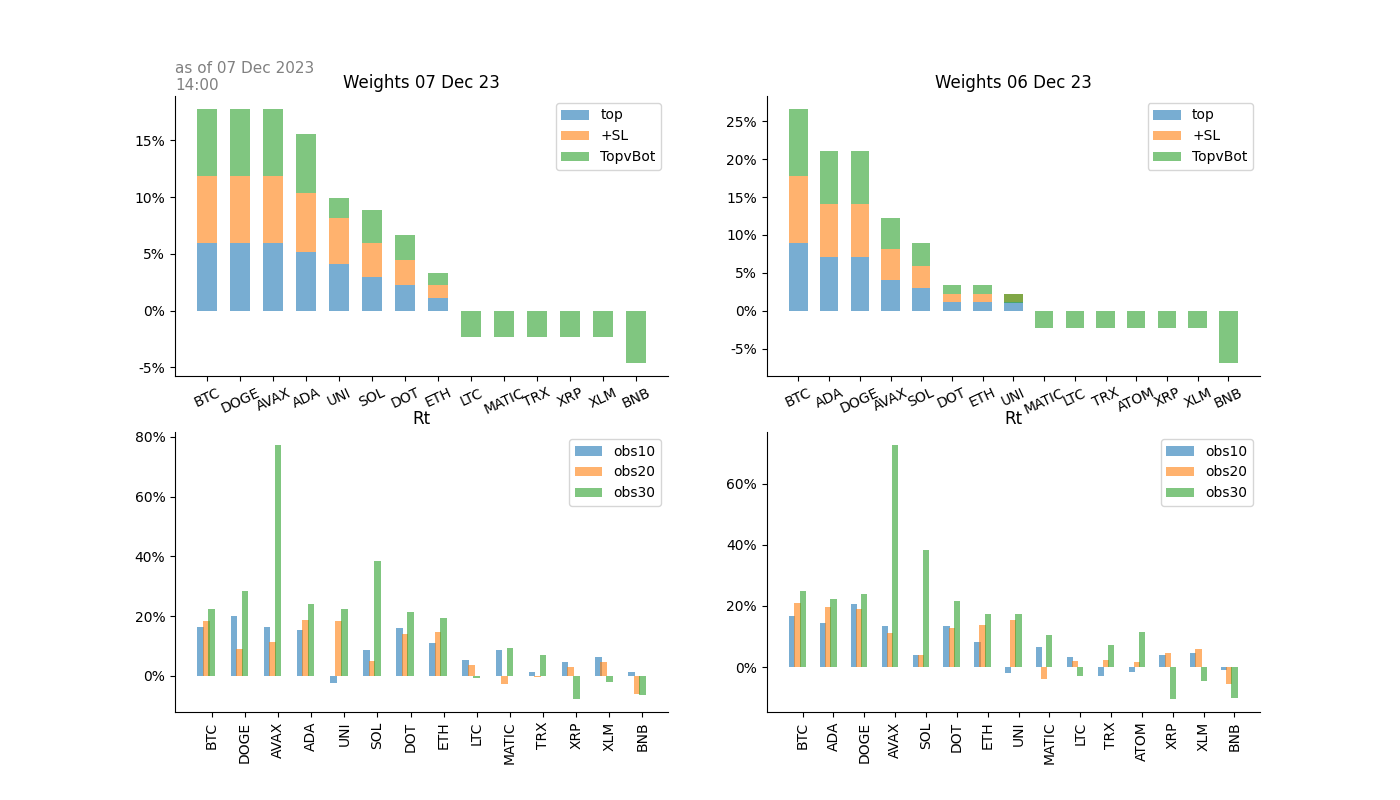 as of 07 Dec 2023
14:00
Weights 07 Dec 23
15%
10%
5%
0%
-5%
top
+SL
TopvBot
BTC DOGE AVAX ADA UNI SOL DOT ETH LTC MATIC TRX XRP XLM BNB
Weights 06 Dec 23
25%
20%
15%
10%
5%
0%
-5%
top
+SL
TopvBot
BTC ADA DOGE AVAX SOL DOT ETH UNI MATIC LTC TRX ATOM XRP XLM BNB
Rt
80%
60%
40%
20%
0%
obs10
obs20
obs30
BTC DOGE AVAX ADA UNI SOL DOT ETH LTC MATIC TRX XRP XLM BNB
Rt
60%
40%
20%
0%
obs10
obs20
obs30
BTC ADA DOGE AVAX SOL DOT ETH UNI MATIC LTC TRX ATOM XRP XLM BNB